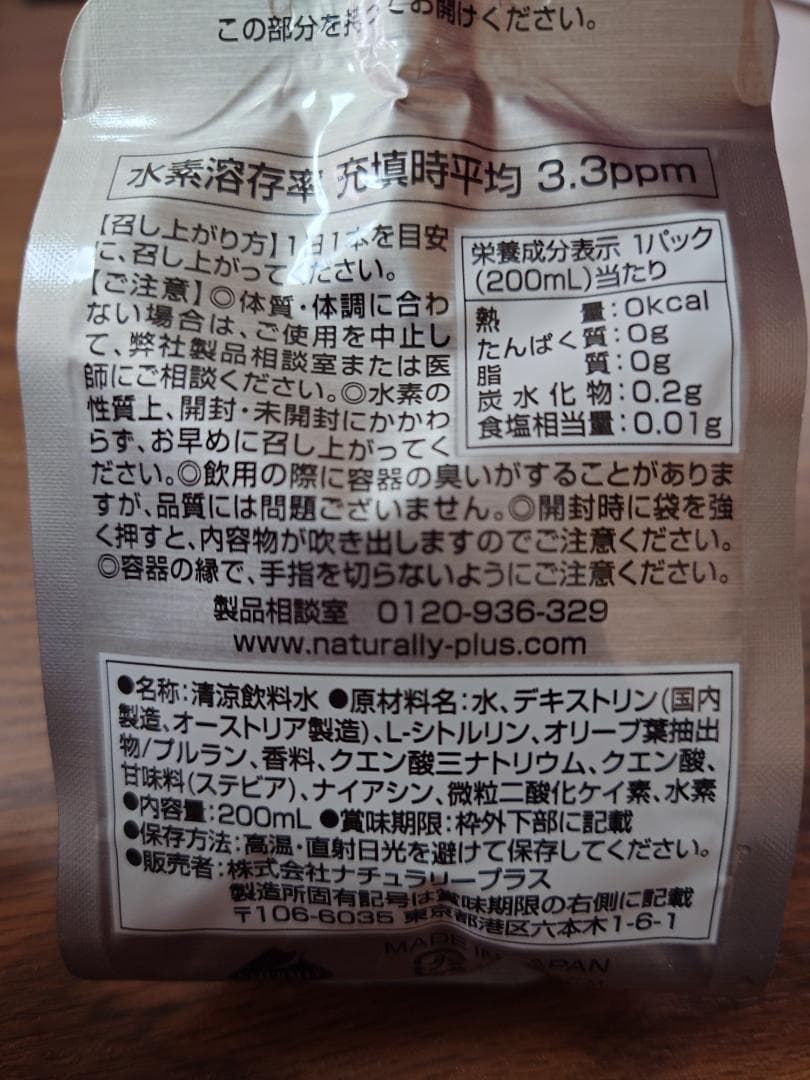 この部分を持ってお開けください。
水素溶存率 充填時平均 3.3ppm
【召し上がり方】1日1本を目安
に、召し上がってください。
【ご注意】◎体質・体調に合わ
ない場合は、ご使用を中止し
て、弊社製品相談室または医
師にご相談ください。◎水素の
性質上、開封・未開封にかかわ
らず、お早めに召し上がってく
ださい。◎飲用の際に容器の臭いがすることがありま
すが、品質には問題ございません。◎開封時に袋を強
く押すと、内容物が吹き出しますのでご注意ください。
◎容器の縁で、手指を切らないようにご注意ください。
栄養成分表示 1パック
(200mL)当たり
熱量:0kcal
たんぱく質:0g
脂質:0g
炭水化物:0.2g
食塩相当量:0.01g
製品相談室 0120-936-329
www.naturally-plus.com
●名称:清涼飲料水 ●原材料名:水、デキストリン(国内
製造、オーストリア製造)、L-シトルリン、オリーブ葉抽出
物/プルラン、香料、クエン酸三ナトリウム、クエン酸、
甘味料(ステビア)、ナイアシン、微粒二酸化ケイ素、水素
●内容量:200mL ●賞味期限:枠外下部に記載
●保存方法:高温・直射日光を避けて保存してください。
●販売者:株式会社ナチュラリープラス
製造所固有記号は賞味期限の右側に記載
〒106-6035 東京都港区六本木1-6-1
MADE IN JAPAN